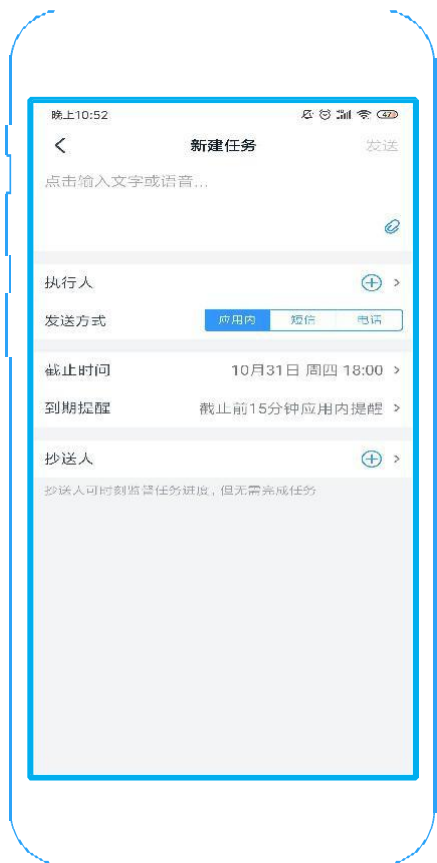 晚上10:52
47
新建任务
发送
点击输入文字或语音...
执行人
发送方式
应用内
短信
电话
截止时间
10月31日 周四 18:00
到期提醒
截止前15分钟应用内提醒
抄送人
抄送人可时刻监督任务进度，但无需完成任务